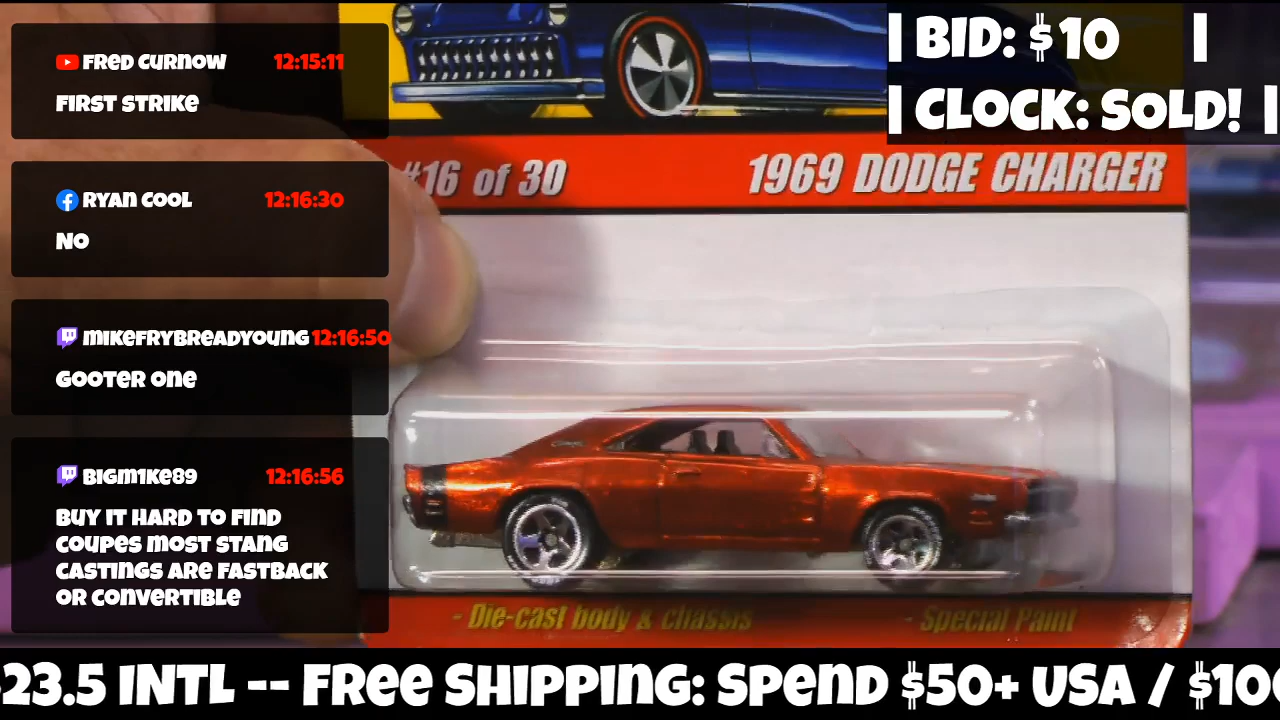 FRED CURNOW 12:15:11
FIRST STRIKE
RYAN COOL 12:16:30
NO
MIKEFRYBREADYOUNG 12:16:50
GOOTER ONE
BIGM1KE89 12:16:56
BUY IT HARD TO FIND
COUPES MOST STANG
CASTINGS ARE FASTBACK
OR CONVERTIBLE
| BID: $10 |
| CLOCK: SOLD! |
#16 of 30
1969 DODGE CHARGER
- Die-cast body & chassis
- Special Paint
23.5 INTL -- FREE SHIPPING: SPEND $50+ USA / $100